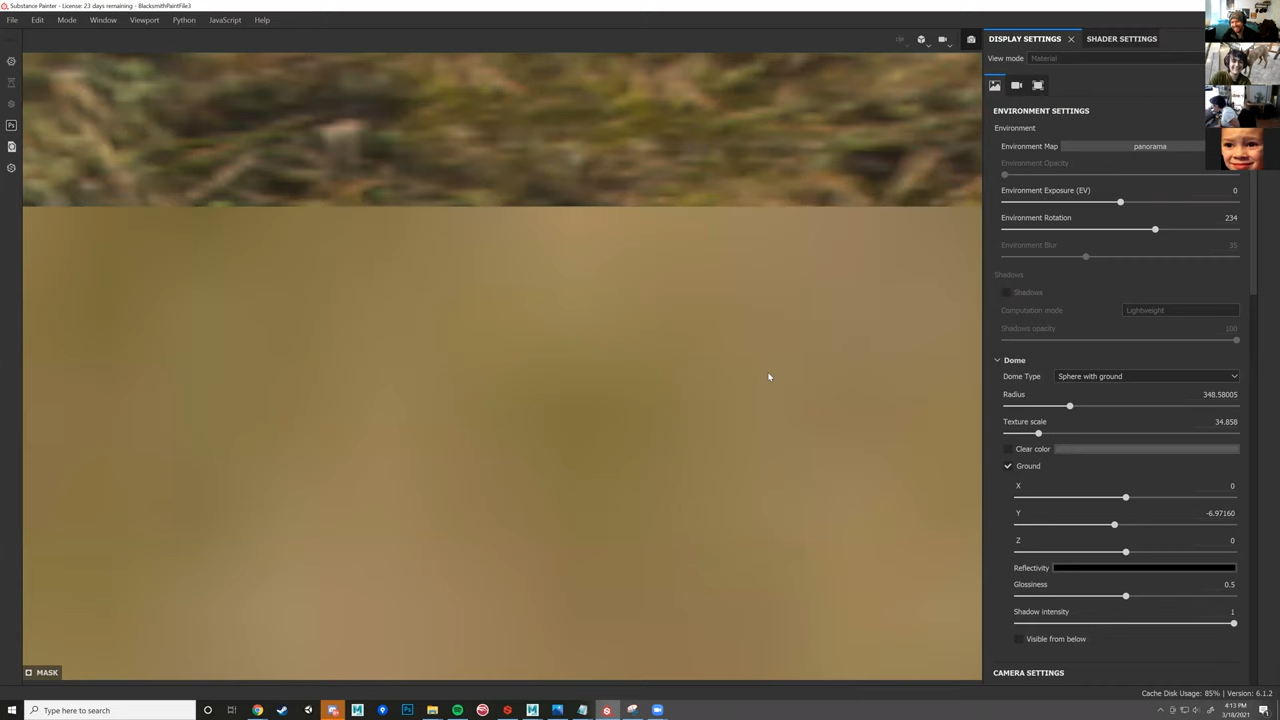 Substance Painter - License: 23 days remaining - BlacksmithPaintFile3
File Edit Mode Window Viewport Python JavaScript Help
DISPLAY SETTINGS SHADER SETTINGS
View mode Material
ENVIRONMENT SETTINGS
Environment
Environment Map panorama
Environment Opacity
Environment Exposure (EV) 0
Environment Rotation 234
Environment Blur 35
Shadows
Shadows
Computation mode Lightweight
Shadows opacity 100
Dome
Dome Type Sphere with ground
Radius 348.58005
Texture scale 34.858
Clear color
Ground
X 0
Y -6.97160
Z 0
Reflectivity
Glossiness 0.5
Shadow intensity 1
Visible from below
MASK
CAMERA SETTINGS
Cache Disk Usage: 85% | Version: 6.1.2
Type here to search
4:13 PM
3/18/2021